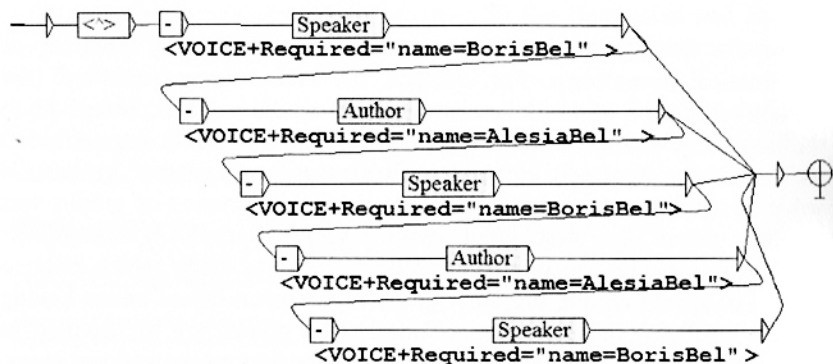 <^> - Speaker
<VOICE+Required="name=BorisBel" >
- Author
<VOICE+Required="name=AlesiaBel" >
- Speaker
<VOICE+Required="name=BorisBel">
- Author
<VOICE+Required="name=AlesiaBel">
- Speaker
<VOICE+Required="name=BorisBel" >